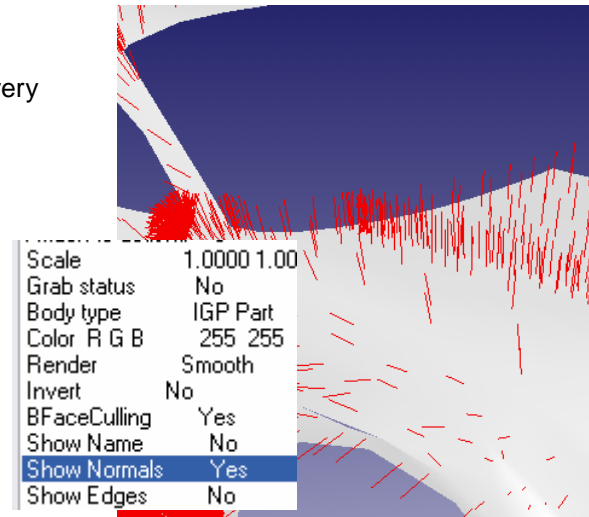 ery
Scale 1.0000 1.00
Grab status No
Body type IGP Part
Color R G B 255 255
Render Smooth
Invert No
BFaceCulling Yes
Show Name No
Show Normals Yes
Show Edges No